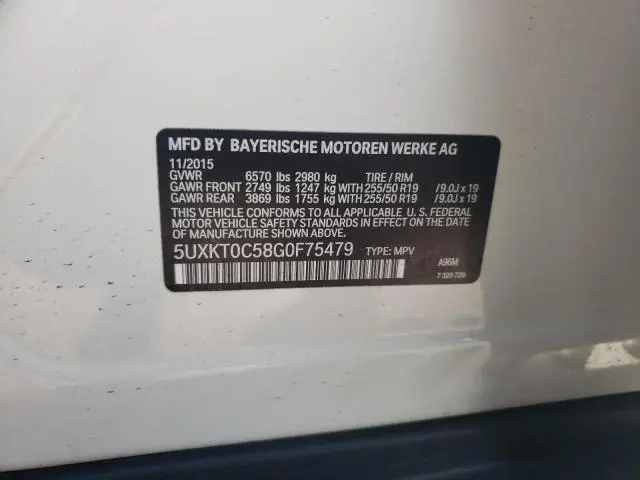 MFD BY BAYERISCHE MOTOREN WERKE AG
11/2015
GVWR 6570 lbs 2980 kg TIRE / RIM
GAWR FRONT 2749 lbs 1247 kg WITH 255/50 R19 /9.0J x 19
GAWR REAR 3869 lbs 1755 kg WITH 255/50 R19 /9.0J x 19
THIS VEHICLE CONFORMS TO ALL APPLICABLE U. S. FEDERAL
MOTOR VEHICLE SAFETY STANDARDS IN EFFECT ON THE DATE
OF MANUFACTURE SHOWN ABOVE.
5UXKT0C58G0F75479 TYPE: MPV
A96M
7 320 729